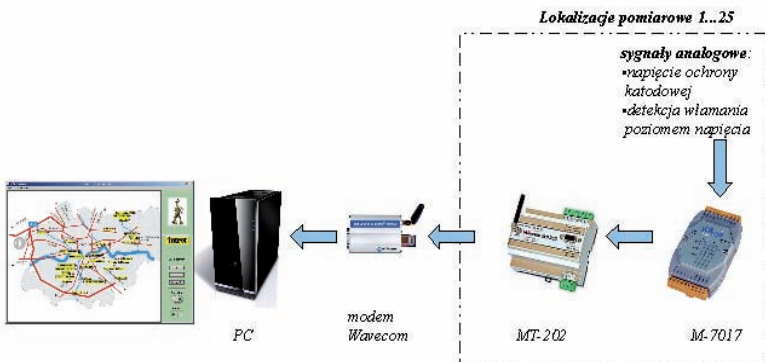 Lokalizacje pomiarowe 1...25
sygnały analogowe:
•napięcie ochrony
katodowej
•detekcja włamania
poziomem napięcia
PC
modem
Wavecom
MT-202
M-7017